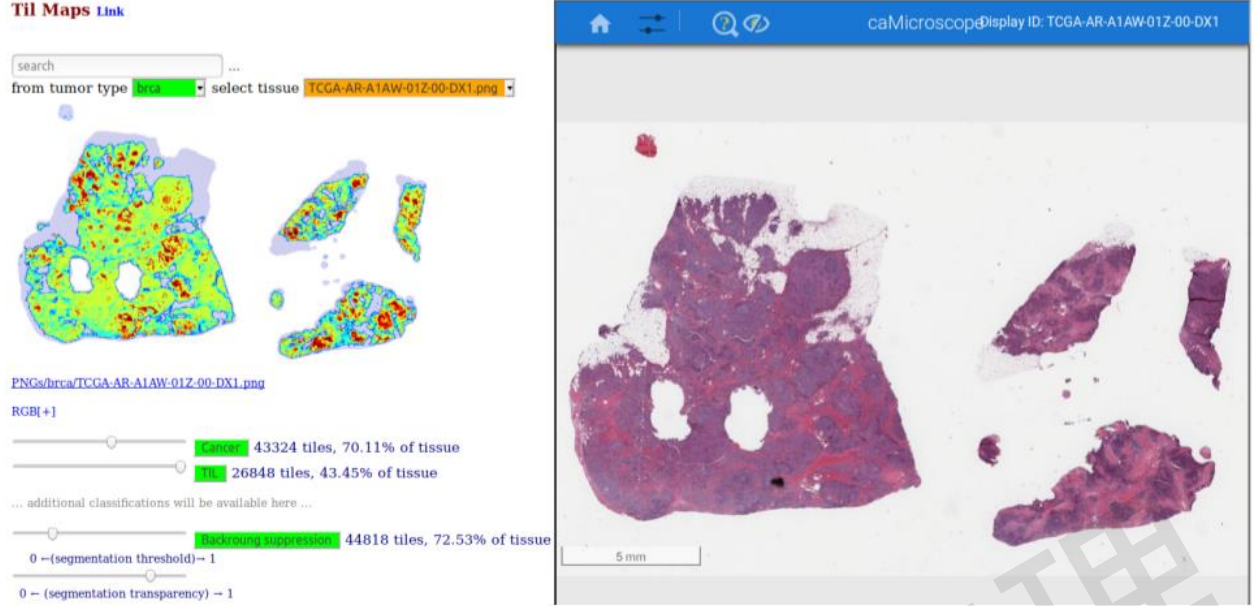 Til Maps Link
search ...
from tumor type brca select tissue TCGA-AR-A1AW-01Z-00-DX1.png
PNGs/brca/TCGA-AR-A1AW-01Z-00-DX1.png
RGB[+]
Cancer 43324 tiles, 70.11% of tissue
TIL 26848 tiles, 43.45% of tissue
... additional classifications will be available here ...
Backroung suppression 44818 tiles, 72.53% of tissue
0 ←(segmentation threshold)→ 1
0 ← (segmentation transparency) → 1
caMicroscope Display ID: TCGA-AR-A1AW-01Z-00-DX1
5 mm
理